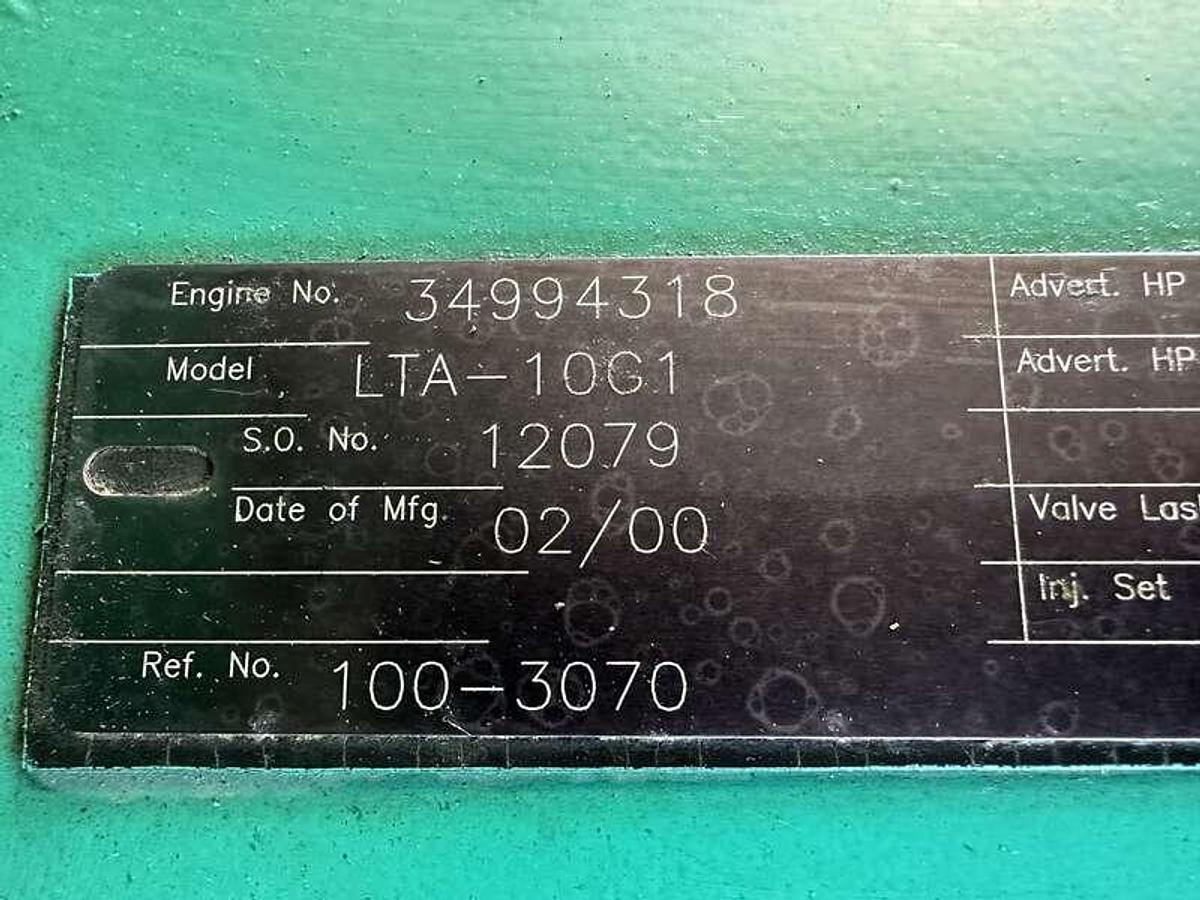 Engine No. 34994318
Advert. HP
Model LTA-10G1
Advert. HP
S.O. No. 12079
Date of Mfg. 02/00
Valve Las
Inj. Set
Ref. No. 100-3070